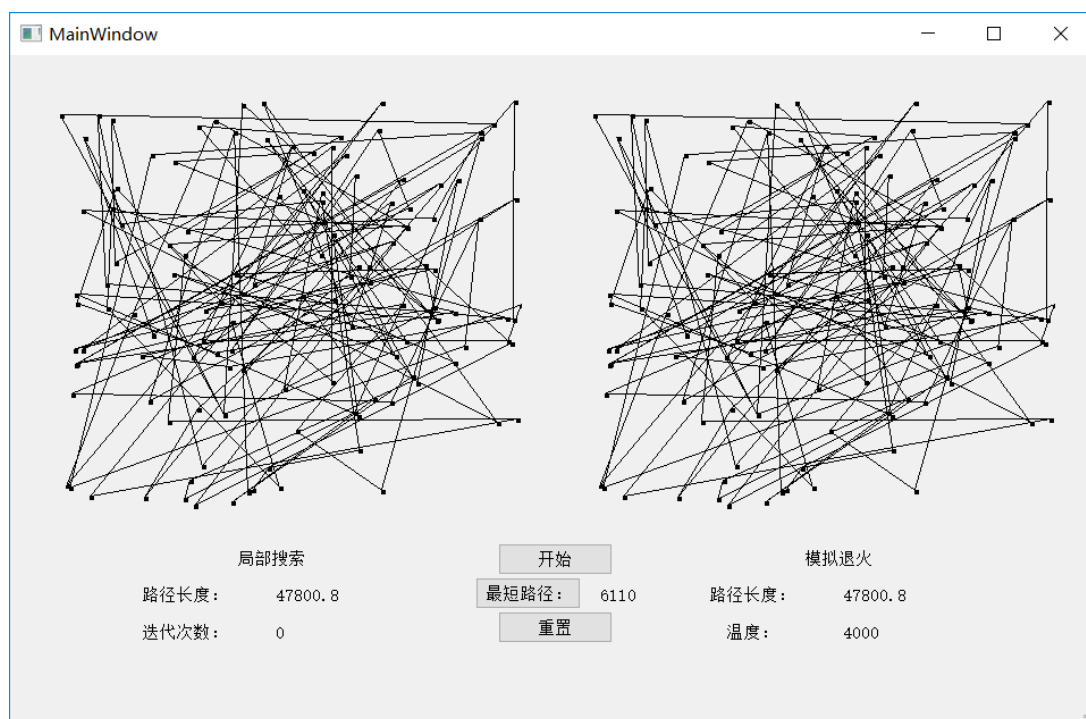 MainWindow
局部搜索 开始 模拟退火
路径长度: 47800.8 最短路径: 6110 路径长度: 47800.8
重置
迭代次数: 0 温度: 4000